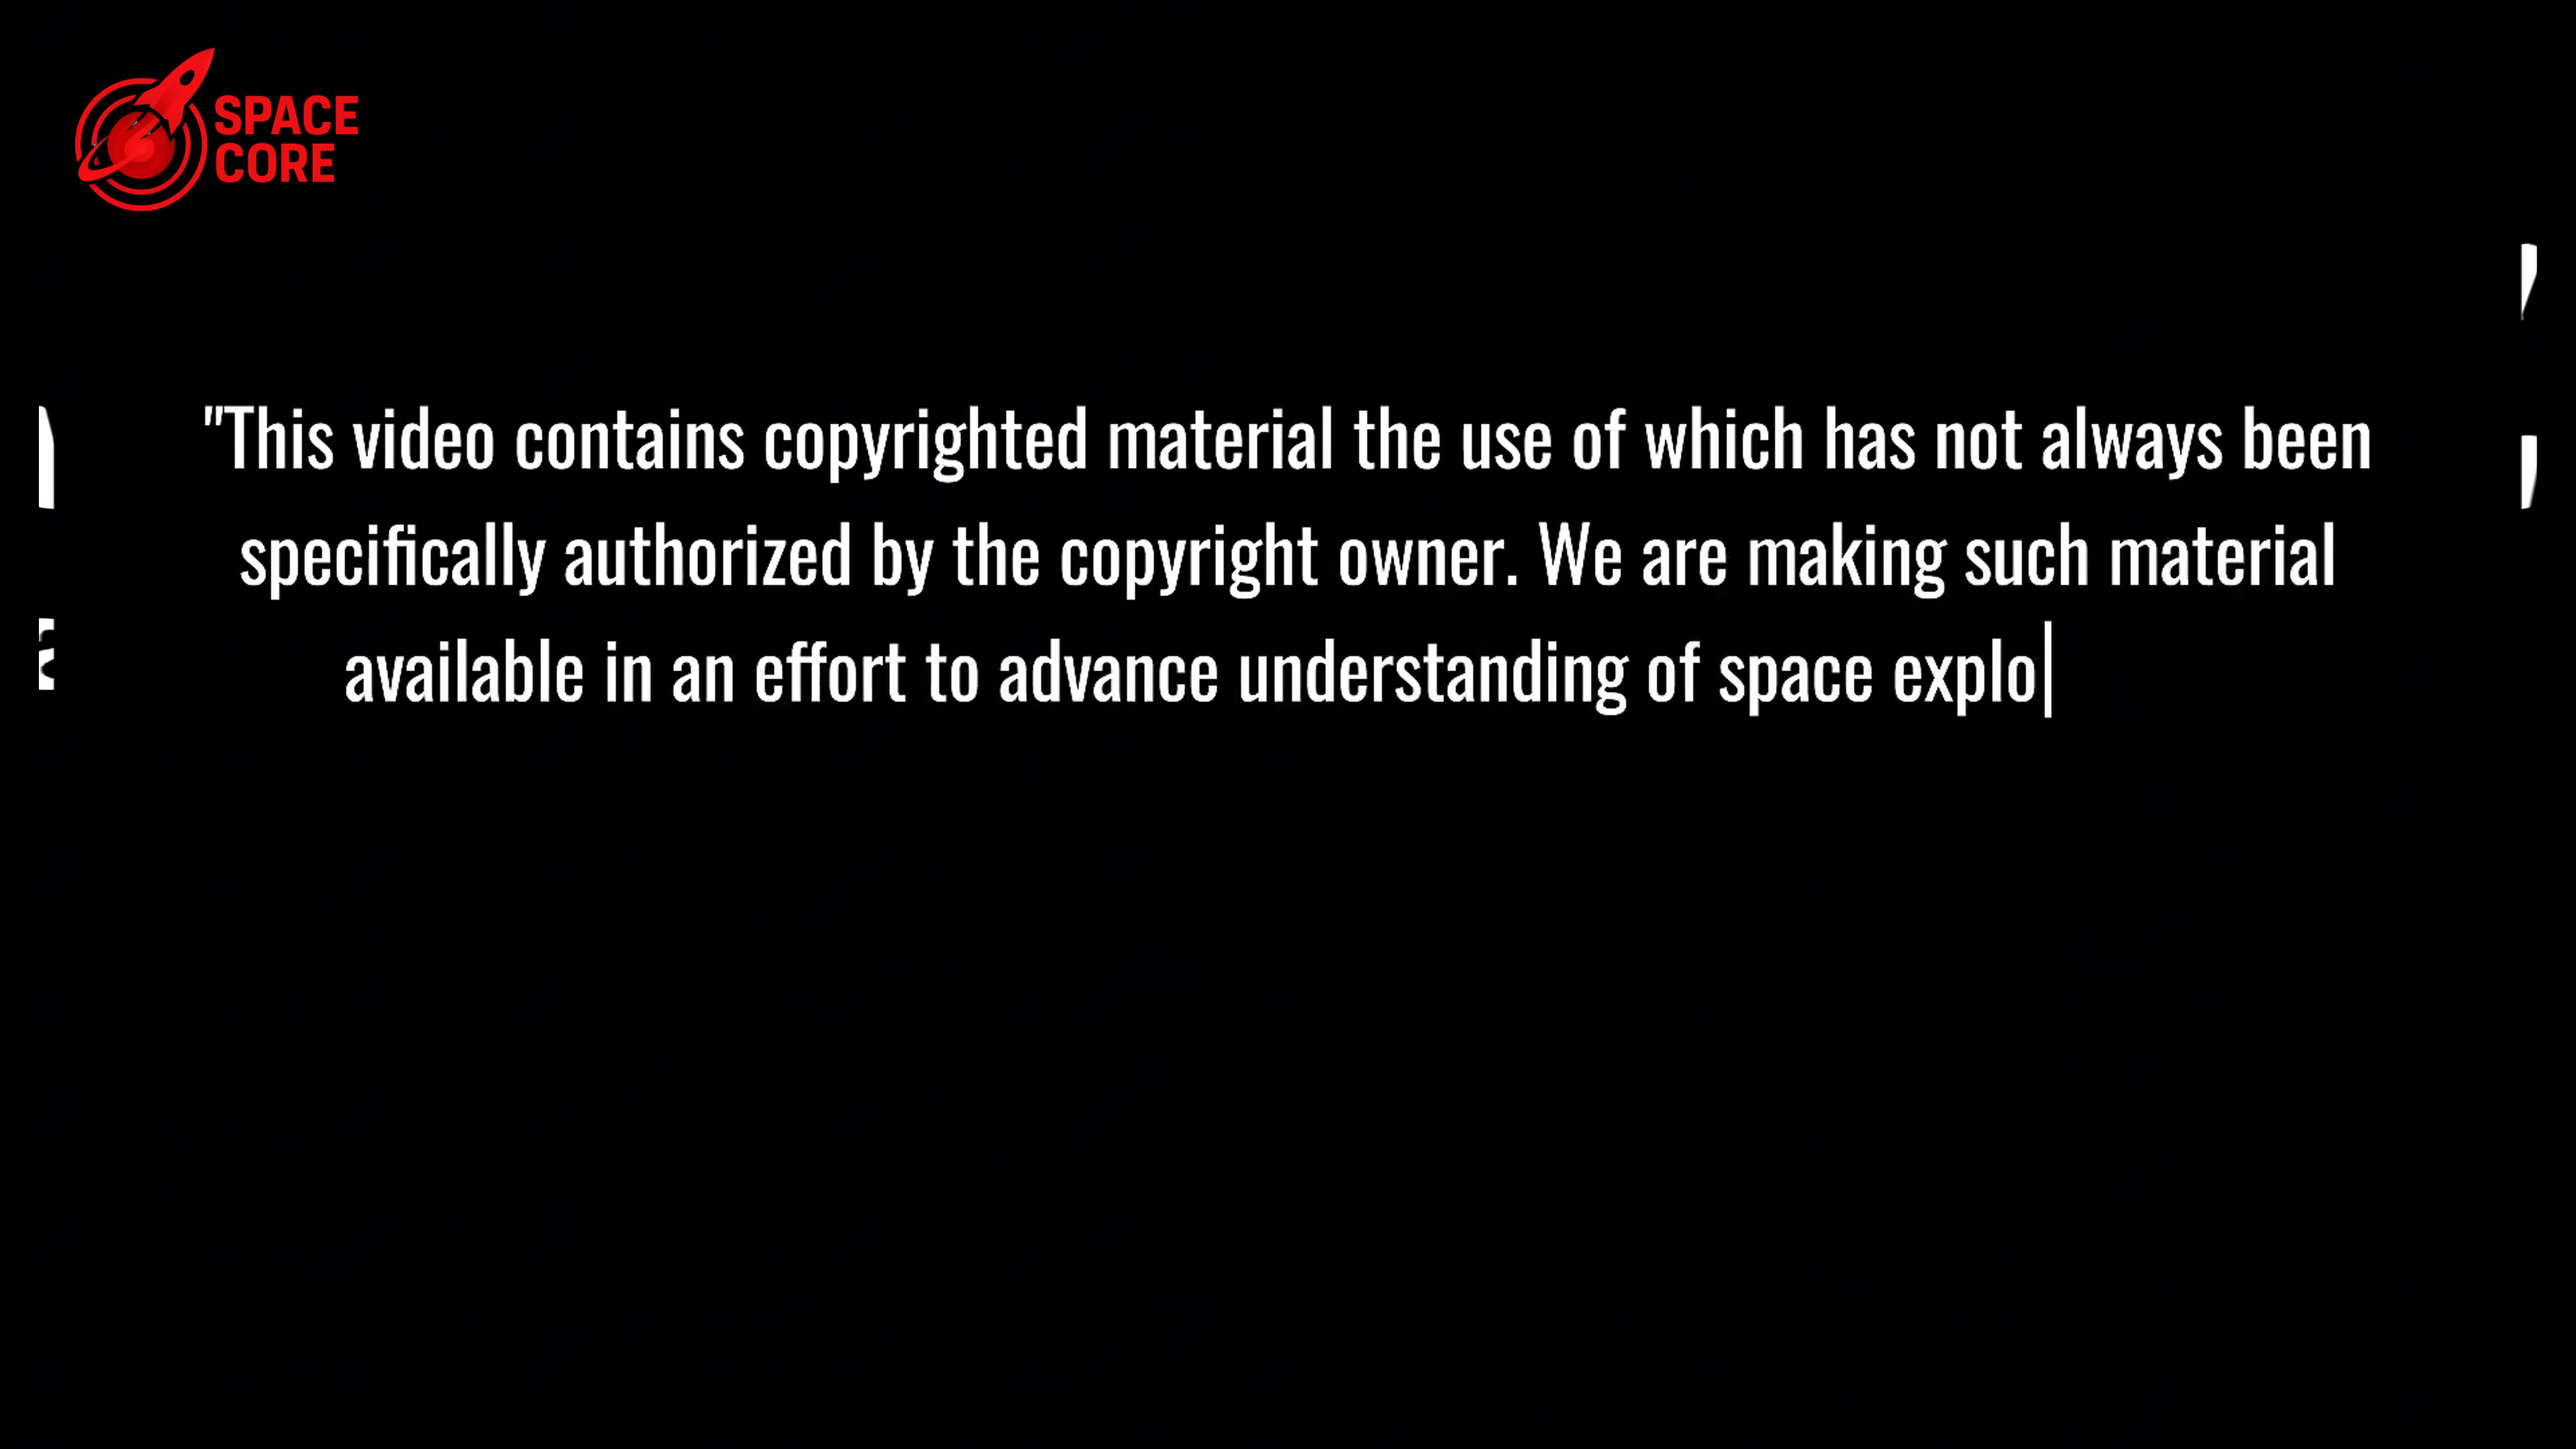 SPACE
CORE
"This video contains copyrighted material the use of which has not always been
specifically authorized by the copyright owner. We are making such material
available in an effort to advance understanding of space explo